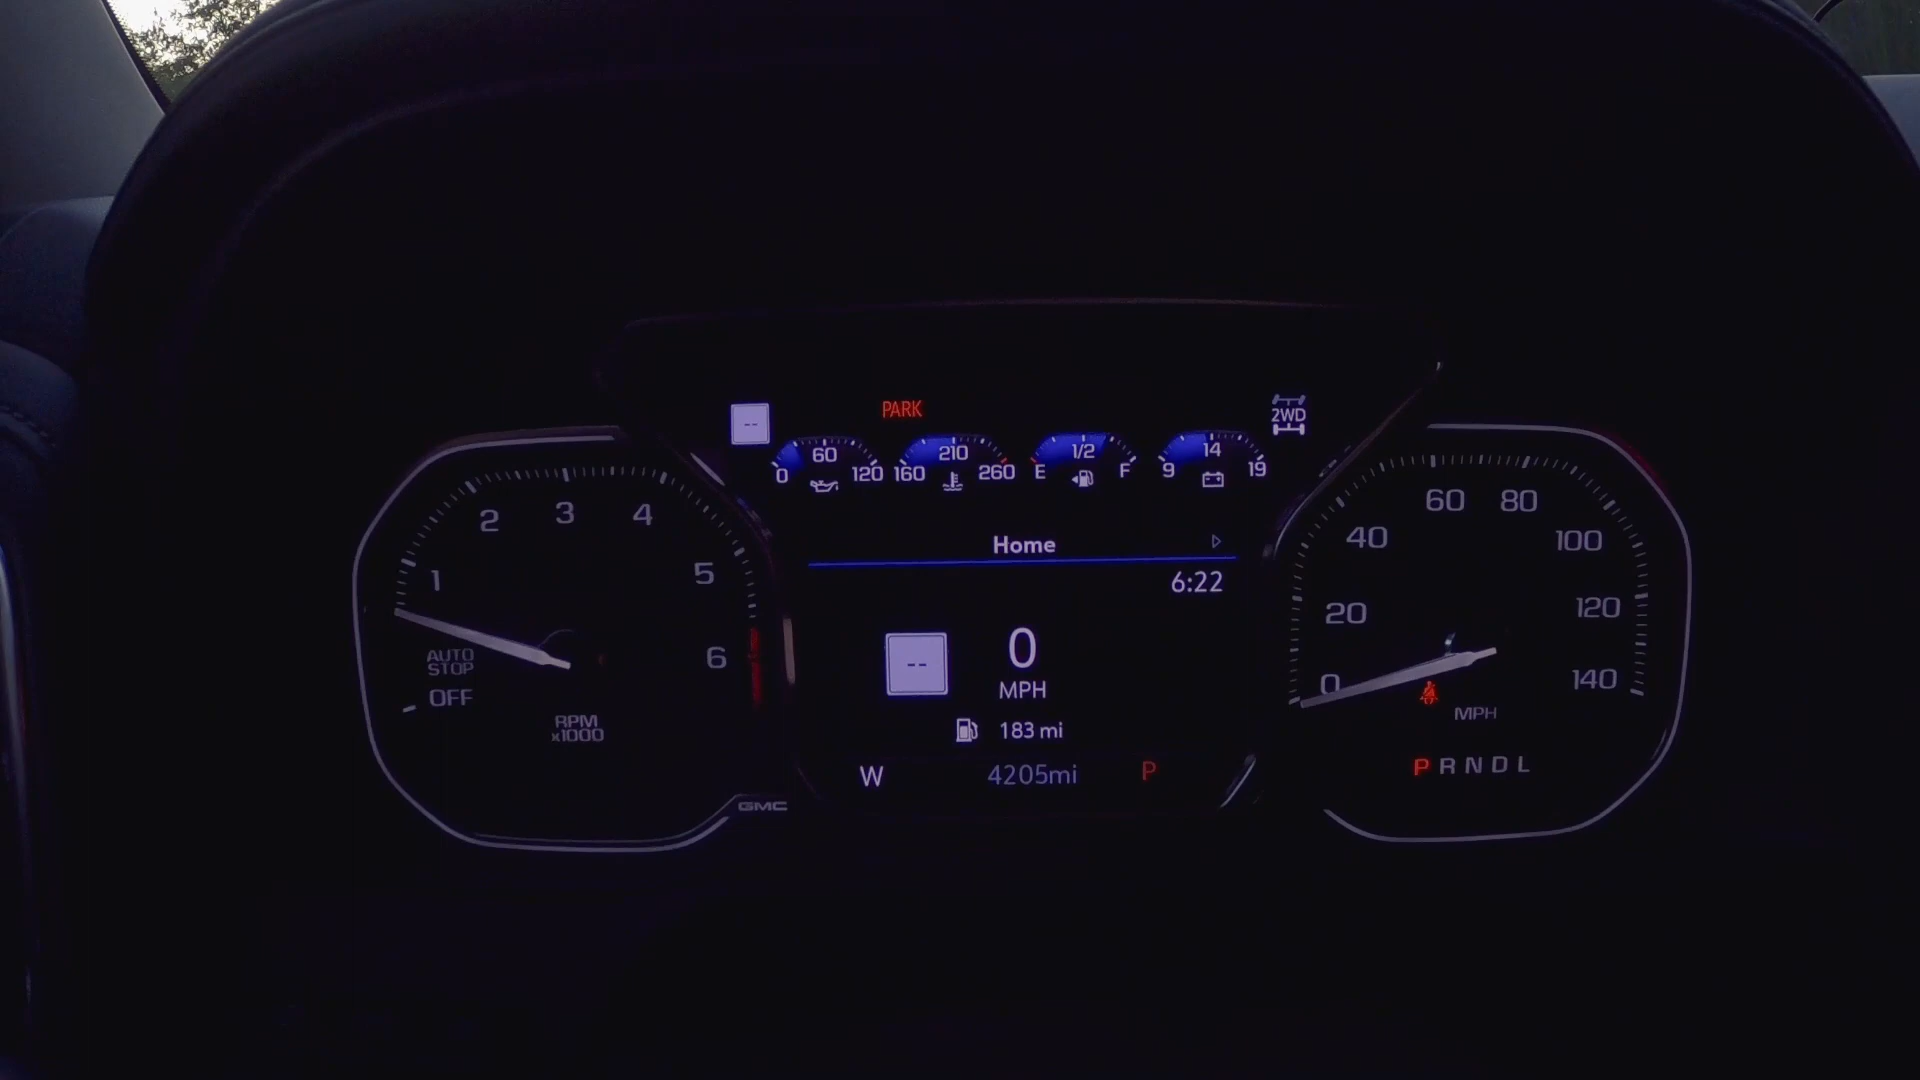 PARK
2WD
--
0 60 120
160 210 260
E 1/2 F
9 14 19
Home
6:22
--
0
MPH
183 mi
W 4205mi P
1 2 3 4 5 6
AUTO
STOP
OFF
RPM
x1000
GMC
0 20 40 60 80 100 120 140
MPH
P R N D L